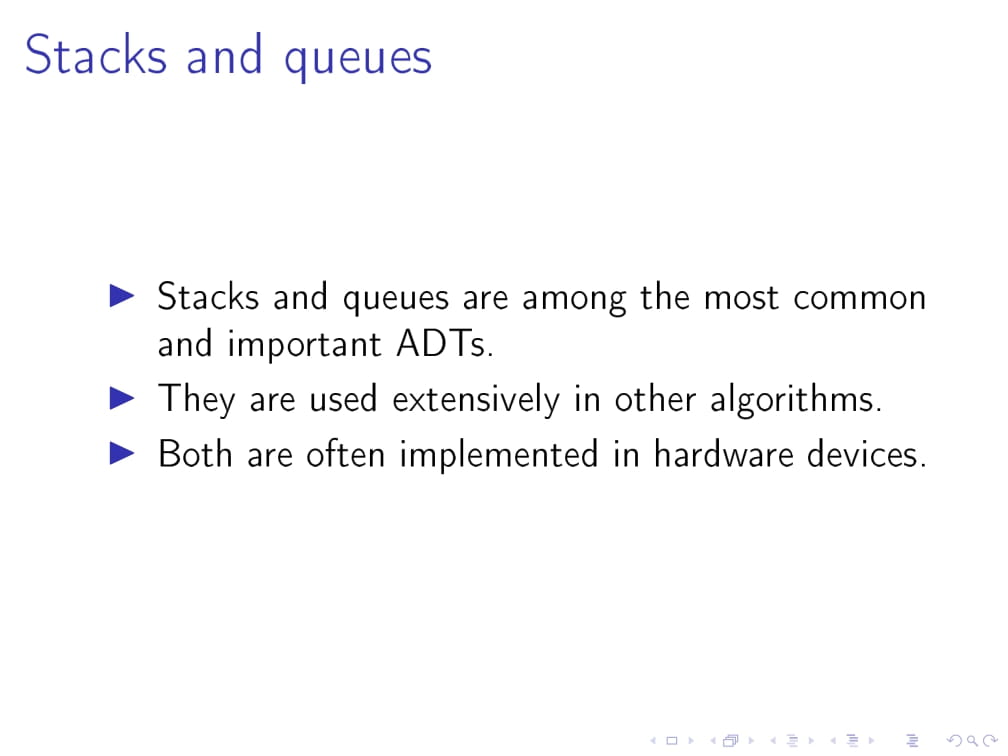 Stacks and queues
Stacks and queues are among the most common
and important ADTs.
They are used extensively in other algorithms.
Both are often implemented in hardware devices.